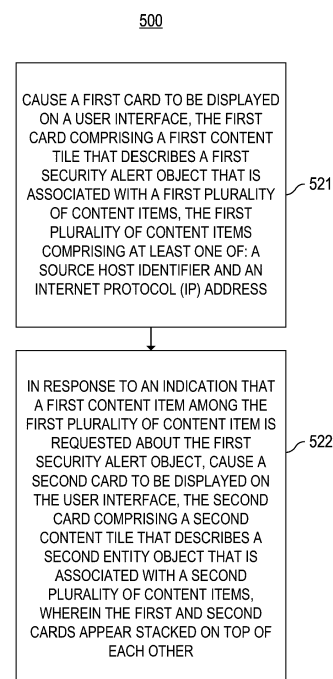 500
CAUSE A FIRST CARD TO BE DISPLAYED
ON A USER INTERFACE, THE FIRST
CARD COMPRISING A FIRST CONTENT
TILE THAT DESCRIBES A FIRST
SECURITY ALERT OBJECT THAT IS
ASSOCIATED WITH A FIRST PLURALITY
OF CONTENT ITEMS, THE FIRST
PLURALITY OF CONTENT ITEMS
COMPRISING AT LEAST ONE OF: A
SOURCE HOST IDENTIFIER AND AN
INTERNET PROTOCOL (IP) ADDRESS
521
IN RESPONSE TO AN INDICATION THAT
A FIRST CONTENT ITEM AMONG THE
FIRST PLURALITY OF CONTENT ITEM IS
REQUESTED ABOUT THE FIRST
SECURITY ALERT OBJECT, CAUSE A
SECOND CARD TO BE DISPLAYED ON
THE USER INTERFACE, THE SECOND
CARD COMPRISING A SECOND
CONTENT TILE THAT DESCRIBES A
SECOND ENTITY OBJECT THAT IS
ASSOCIATED WITH A SECOND
PLURALITY OF CONTENT ITEMS,
WHEREIN THE FIRST AND SECOND
CARDS APPEAR STACKED ON TOP OF
EACH OTHER
522